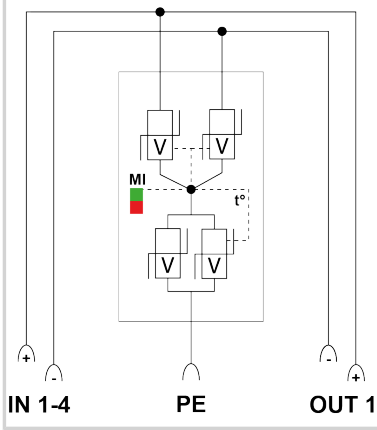 V V
MI
t°
V V
+ -
- +
IN 1-4 PE OUT 1